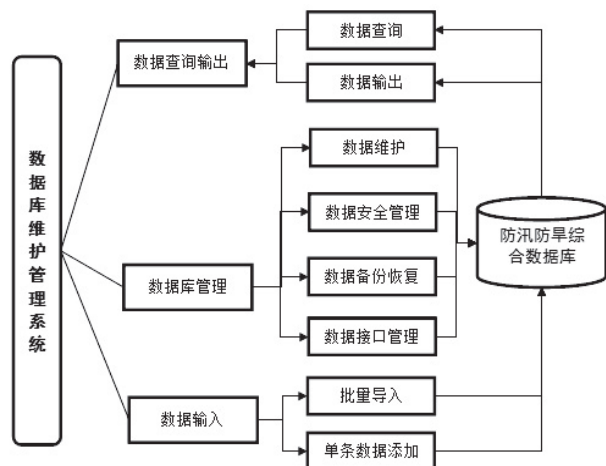 数据库维护管理系统
数据查询输出
数据查询
数据输出
数据库管理
数据维护
数据安全管理
数据备份恢复
数据接口管理
数据输入
批量导入
单条数据添加
防汛防旱综
合数据库